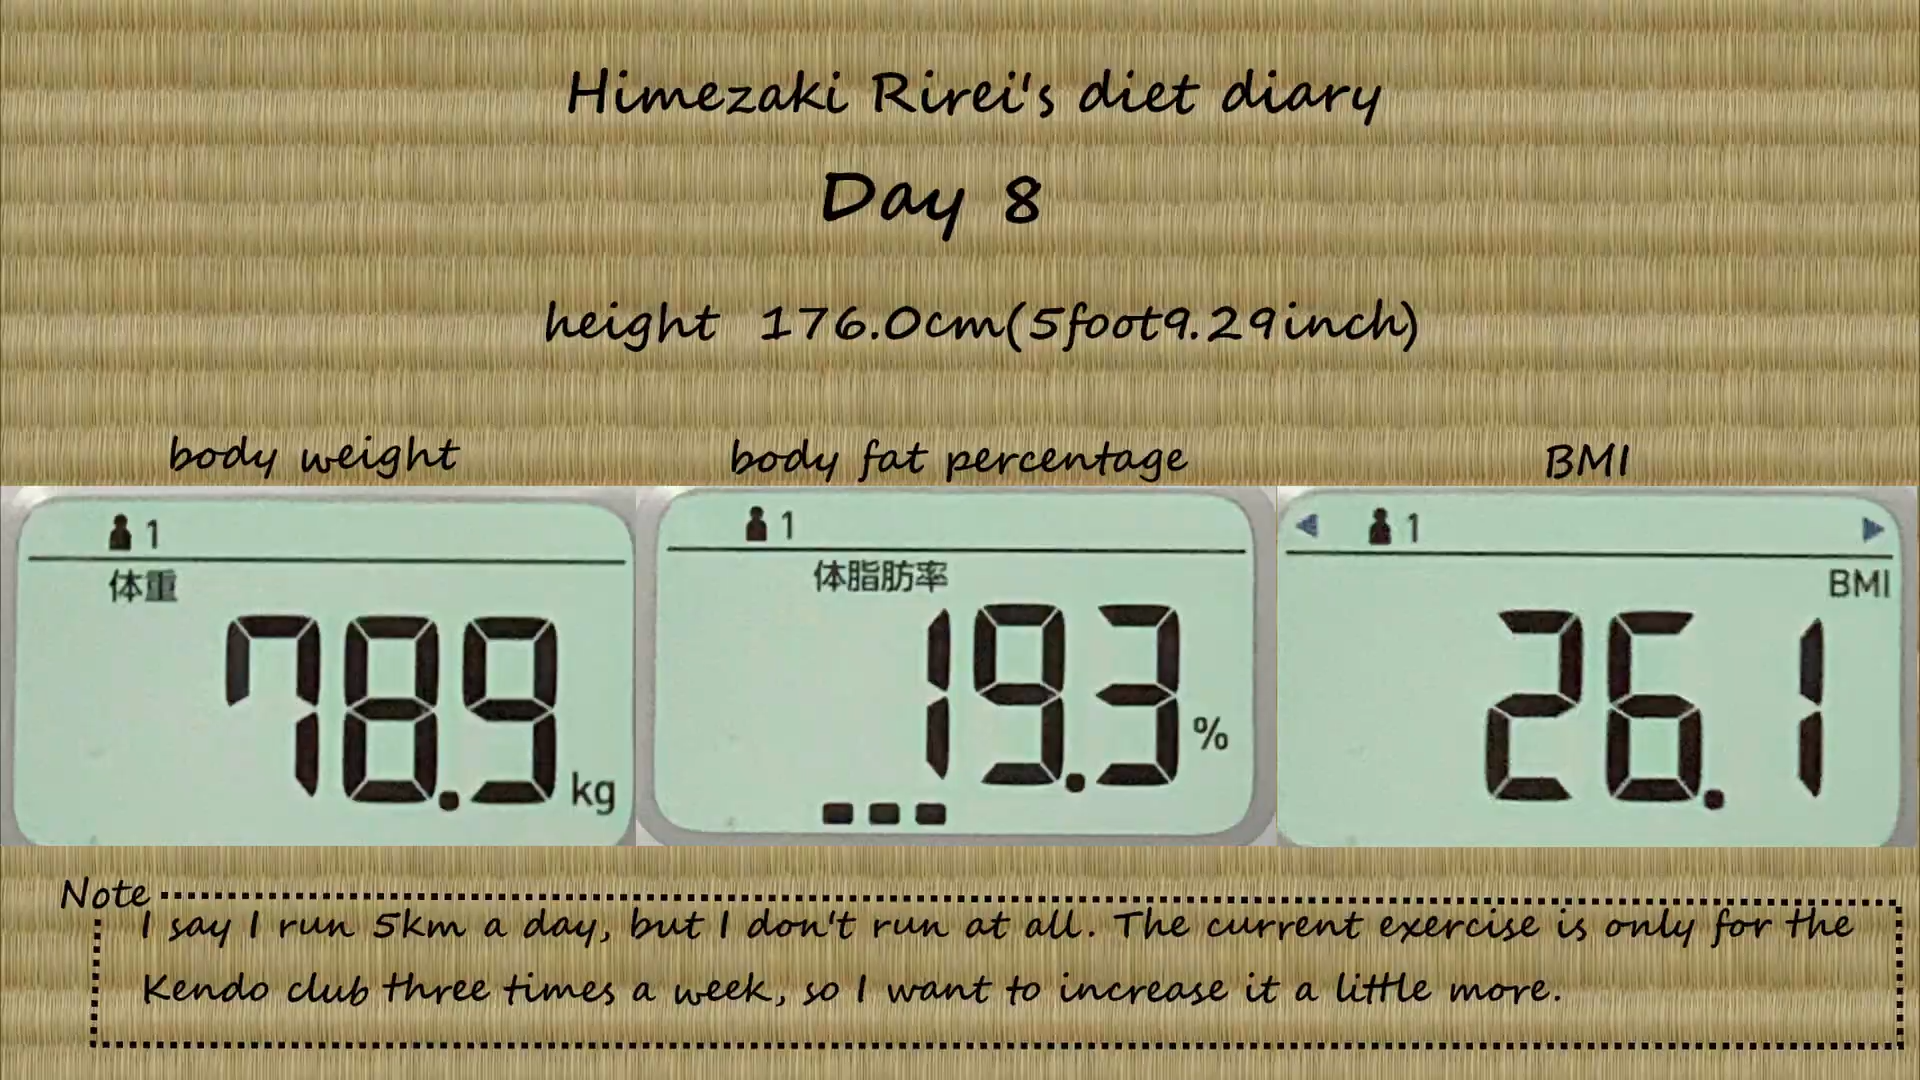 Himezaki Rirei's diet diary
Day 8
height 176.0cm(5foot9.29inch)
body weight
body fat percentage
BMI
1
体重
78.9 kg
1
体脂肪率
19.3 %
1
BMI
26.1
Note
I say I run 5km a day, but I don't run at all. The current exercise is only for the
Kendo club three times a week, so I want to increase it a little more.